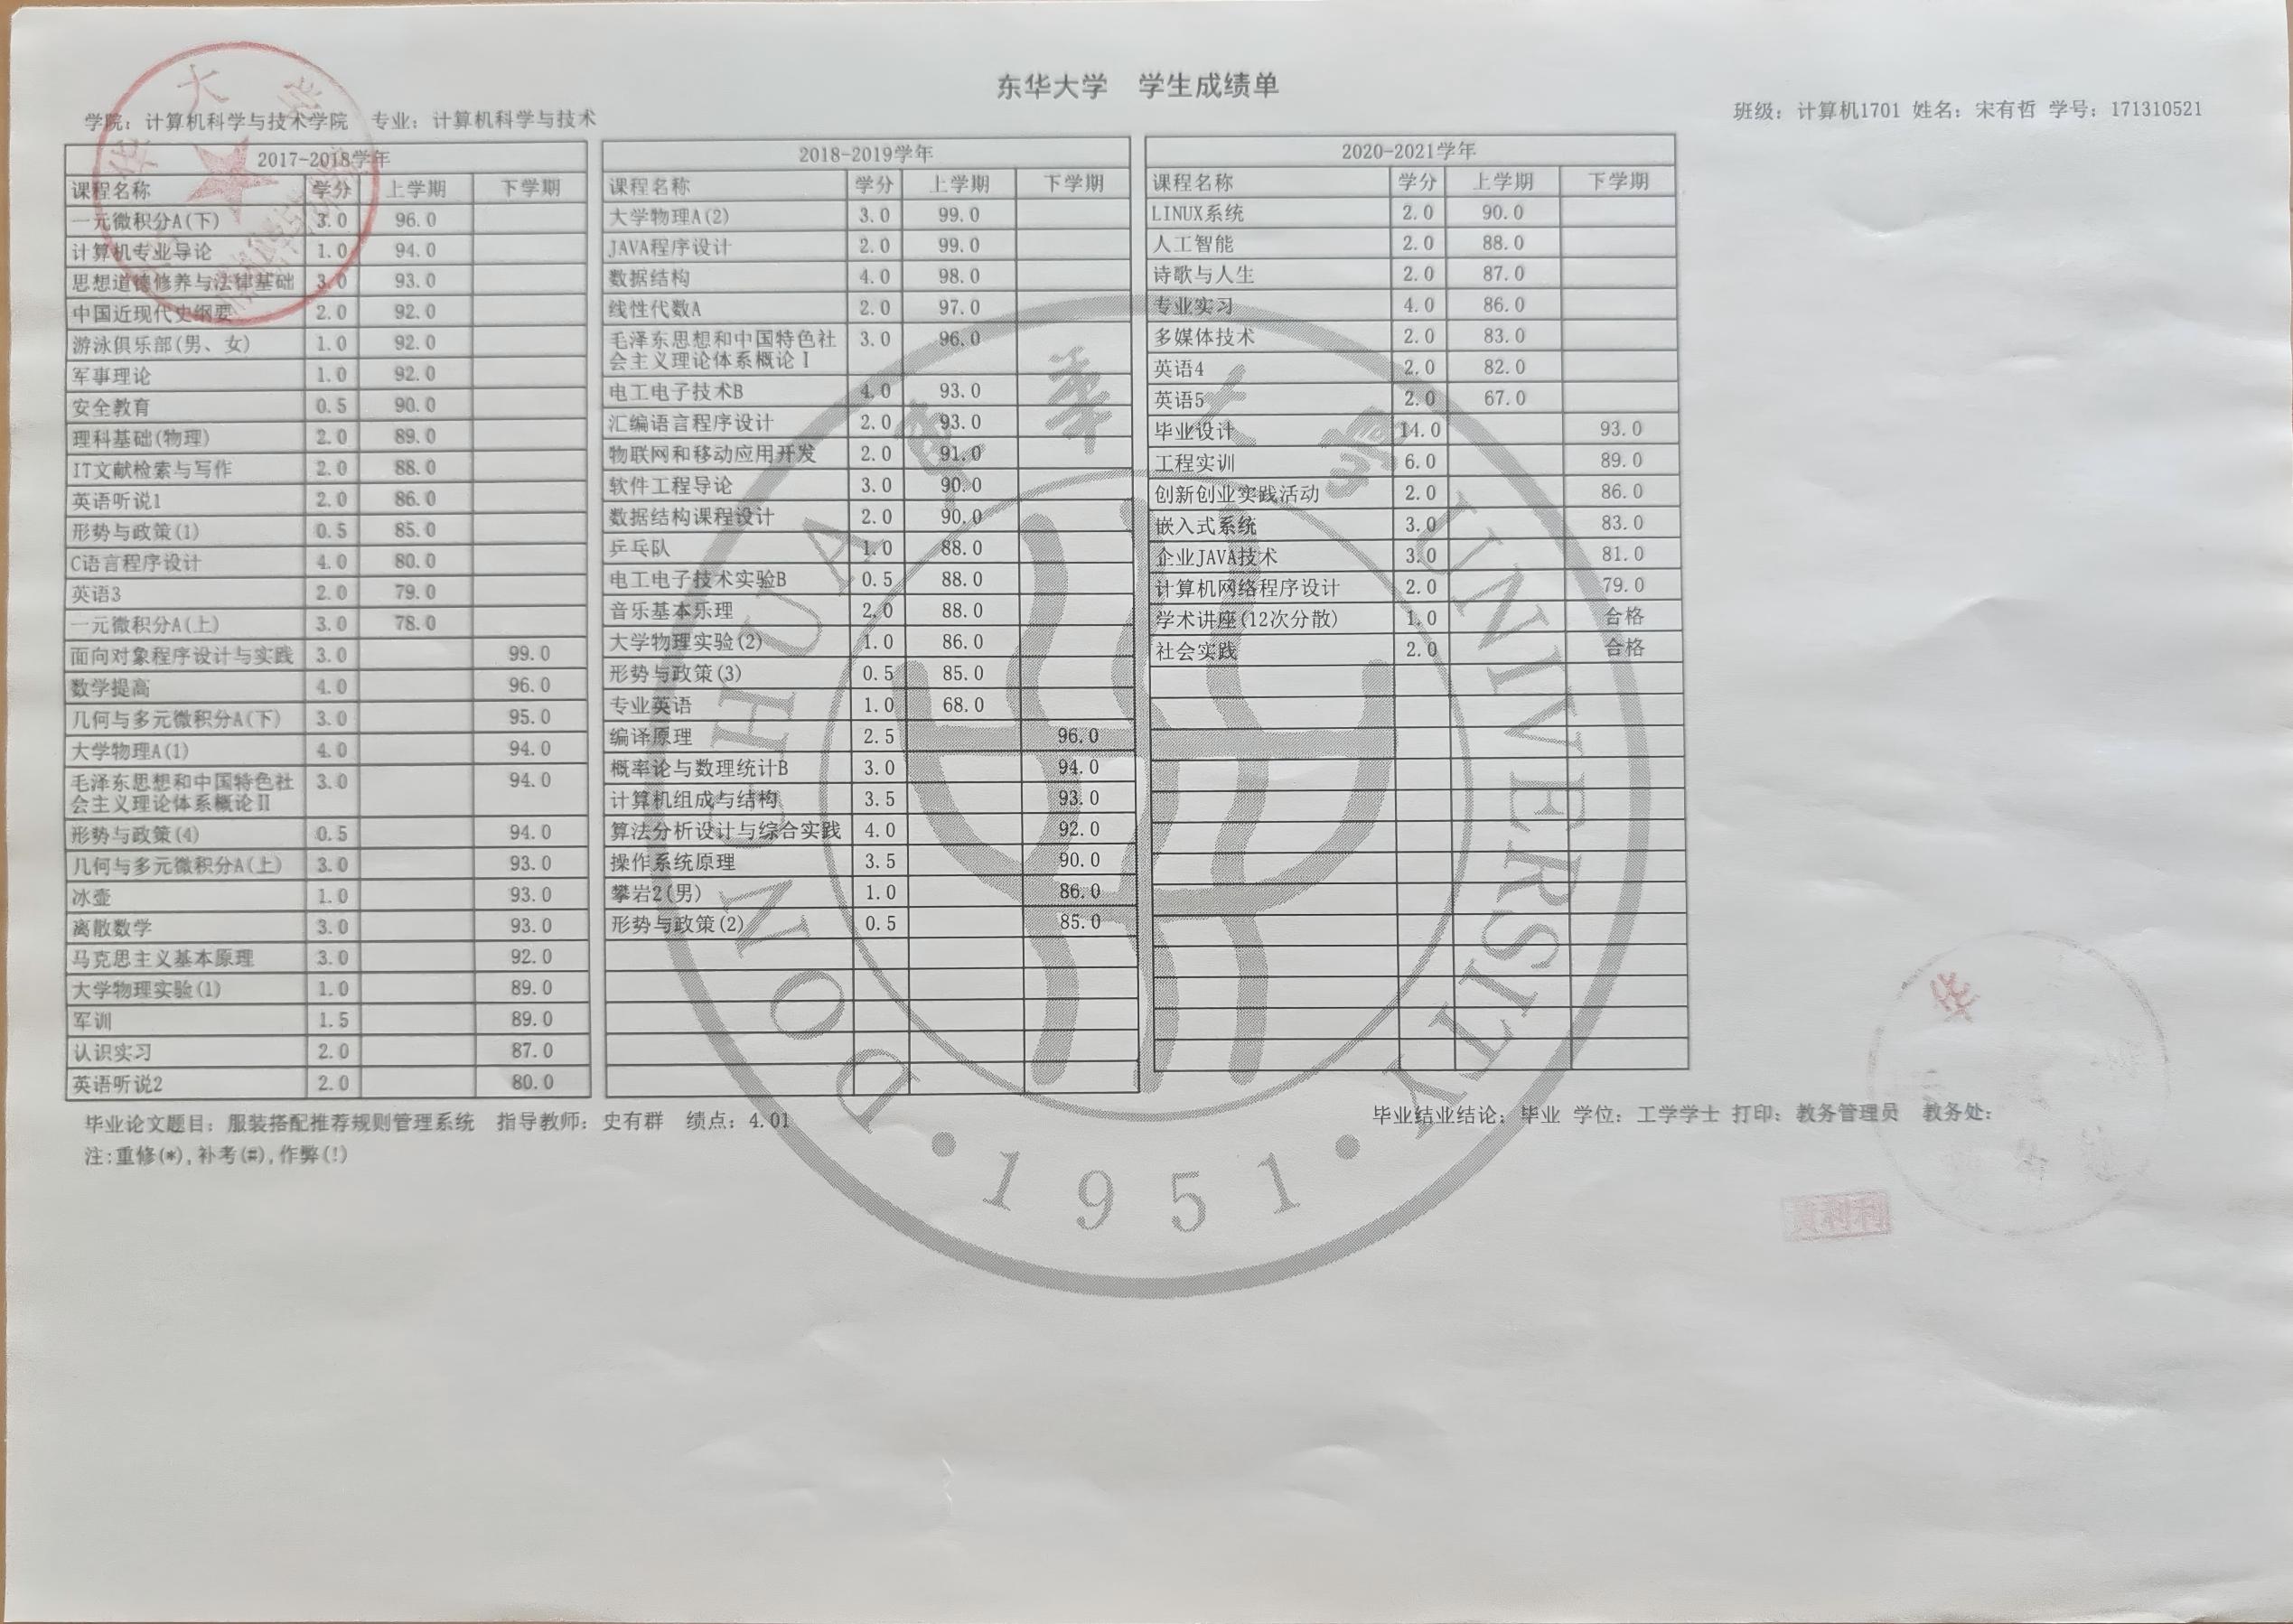 东华大学 学生成绩单
学院：计算机科学与技术学院 专业：计算机科学与技术
班级：计算机1701 姓名：宋有哲 学号：171310521
2017-2018学年
课程名称 学分 上学期 下学期
一元微积分A(下) 3.0 96.0
计算机专业导论 1.0 94.0
思想道德修养与法律基础 3.0 93.0
中国近现代史纲要 2.0 92.0
游泳俱乐部(男、女) 1.0 92.0
军事理论 1.0 92.0
安全教育 0.5 90.0
理科基础(物理) 2.0 89.0
IT文献检索与写作 2.0 88.0
英语听说1 2.0 86.0
形势与政策(1) 0.5 85.0
C语言程序设计 4.0 80.0
英语3 2.0 79.0
一元微积分A(上) 3.0 78.0
面向对象程序设计与实践 3.0 99.0
数学提高 4.0 96.0
几何与多元微积分A(下) 3.0 95.0
大学物理A(1) 4.0 94.0
毛泽东思想和中国特色社 3.0 94.0
会主义理论体系概论Ⅱ
形势与政策(4) 0.5 94.0
几何与多元微积分A(上) 3.0 93.0
冰壶 1.0 93.0
离散数学 3.0 93.0
马克思主义基本原理 3.0 92.0
大学物理实验(1) 1.0 89.0
军训 1.5 89.0
认识实习 2.0 87.0
英语听说2 2.0 80.0
2018-2019学年
课程名称 学分 上学期 下学期
大学物理A(2) 3.0 99.0
JAVA程序设计 2.0 99.0
数据结构 4.0 98.0
线性代数A 2.0 97.0
毛泽东思想和中国特色社 3.0 96.0
会主义理论体系概论Ⅰ
电工电子技术B 4.0 93.0
汇编语言程序设计 2.0 93.0
物联网和移动应用开发 2.0 91.0
软件工程导论 3.0 90.0
数据结构课程设计 2.0 90.0
乒乓队 1.0 88.0
电工电子技术实验B 0.5 88.0
音乐基本乐理 2.0 88.0
大学物理实验(2) 1.0 86.0
形势与政策(3) 0.5 85.0
专业英语 1.0 68.0
编译原理 2.5 96.0
概率论与数理统计B 3.0 94.0
计算机组成与结构 3.5 93.0
算法分析设计与综合实践 4.0 92.0
操作系统原理 3.5 90.0
攀岩2(男) 1.0 86.0
形势与政策(2) 0.5 85.0
2020-2021学年
课程名称 学分 上学期 下学期
LINUX系统 2.0 90.0
人工智能 2.0 88.0
诗歌与人生 2.0 87.0
专业实习 4.0 86.0
多媒体技术 2.0 83.0
英语4 2.0 82.0
英语5 2.0 67.0
毕业设计 14.0 93.0
工程实训 6.0 89.0
创新创业实践活动 2.0 86.0
嵌入式系统 3.0 83.0
企业JAVA技术 3.0 81.0
计算机网络程序设计 2.0 79.0
学术讲座(12次分散) 1.0 合格
社会实践 2.0 合格
毕业论文题目：服装搭配推荐规则管理系统 指导教师：史有群 绩点：4.01
毕业结业结论：毕业 学位：工学学士 打印：教务管理员 教务处：
注:重修(*),补考(#),作弊(!)
東華大學
DONGHUA UNIVERSITY
1951
华大学